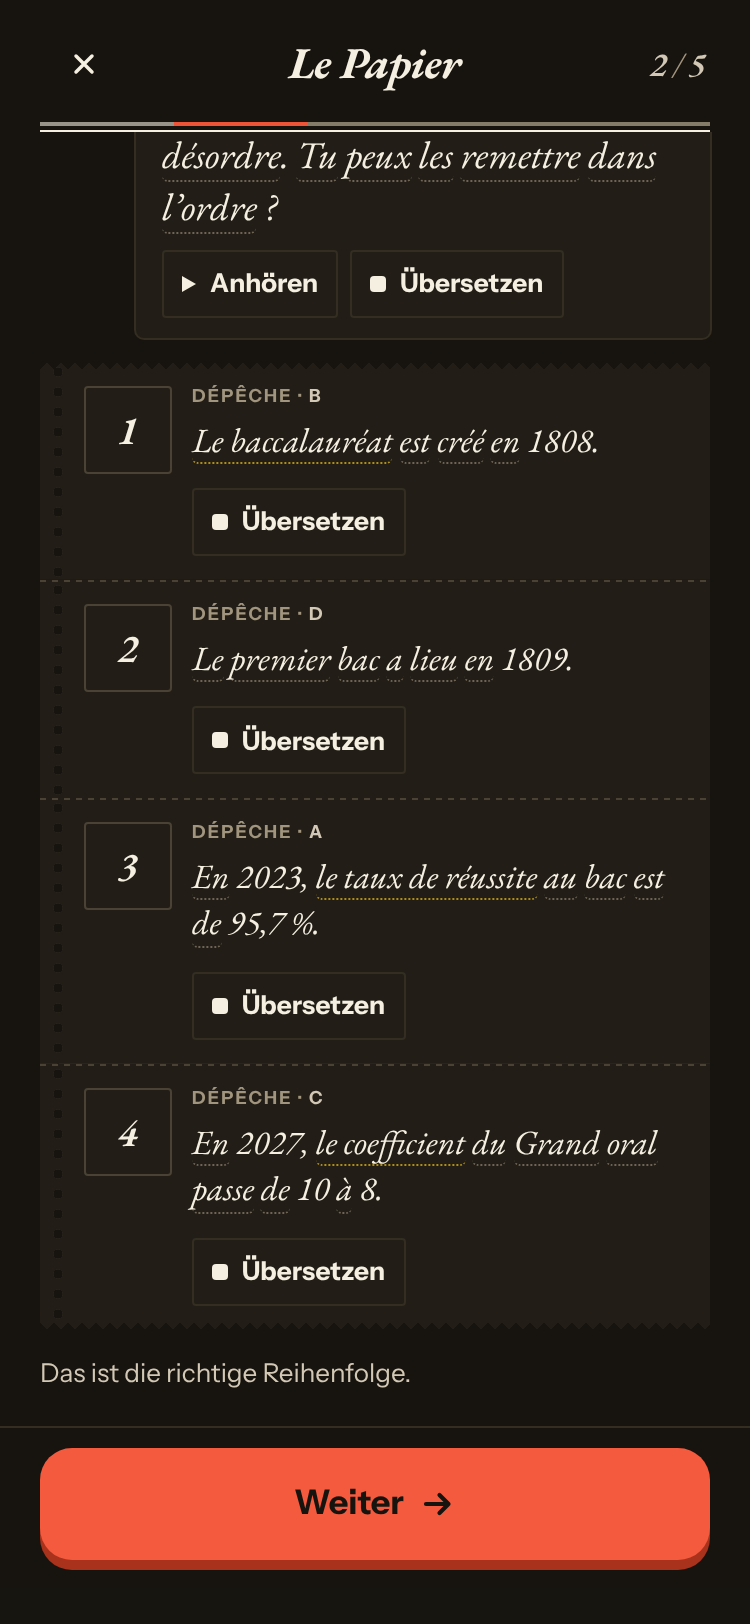 Le Papier
2 / 5
désordre. Tu peux les remettre dans
l’ordre ?
Anhören
Übersetzen
1
DÉPÊCHE · B
Le baccalauréat est créé en 1808.
Übersetzen
2
DÉPÊCHE · D
Le premier bac a lieu en 1809.
Übersetzen
3
DÉPÊCHE · A
En 2023, le taux de réussite au bac est
de 95,7 %.
Übersetzen
4
DÉPÊCHE · C
En 2027, le coefficient du Grand oral
passe de 10 à 8.
Übersetzen
Das ist die richtige Reihenfolge.
Weiter →